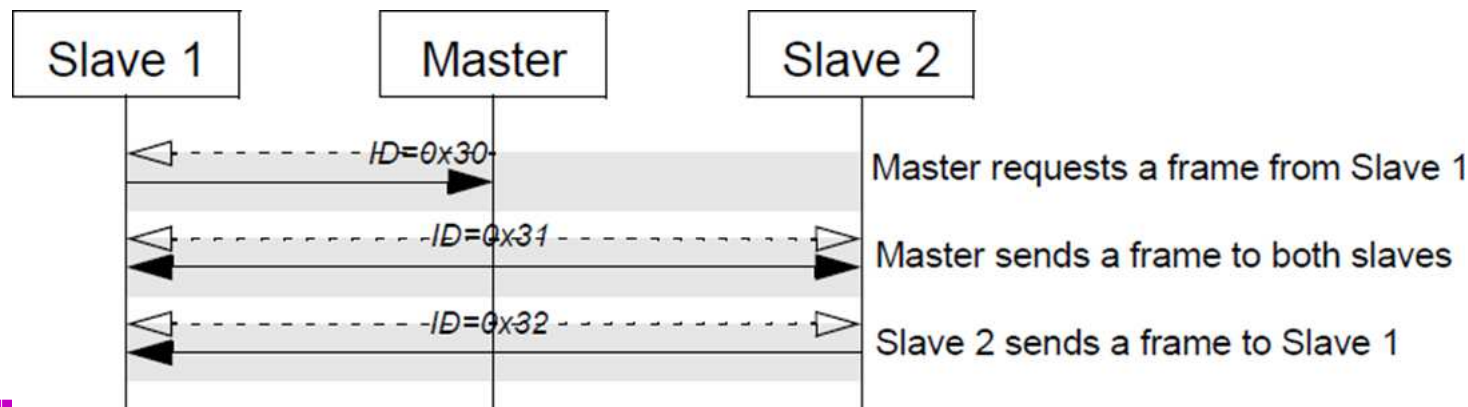 Slave 1
Master
Slave 2
ID=0x30
Master requests a frame from Slave 1
ID=0x31
Master sends a frame to both slaves
ID=0x32
Slave 2 sends a frame to Slave 1